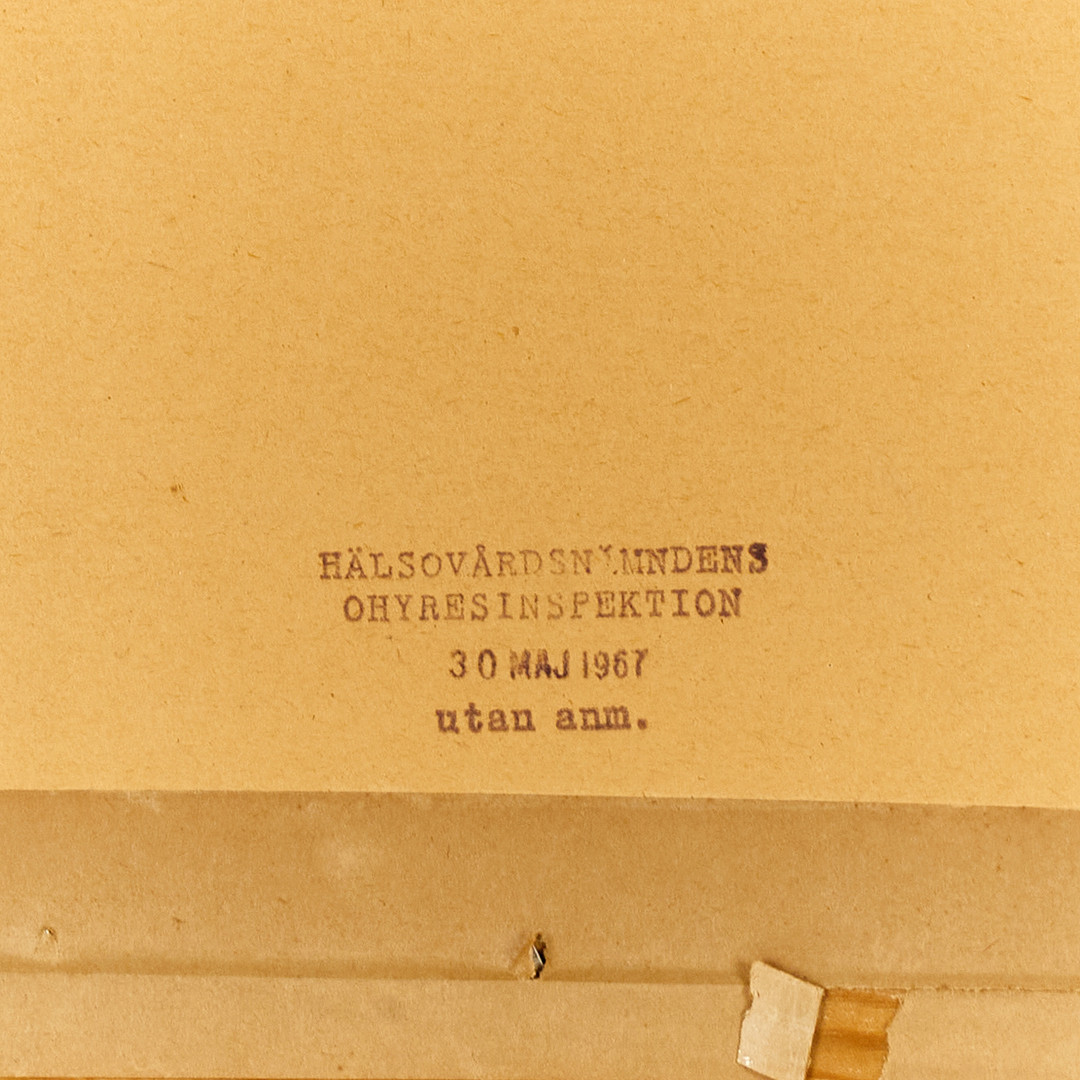 HÄLSOVÅRDSNÄMNDENS
OHYRESINSPEKTION
30 MAJ 1967
utan anm.